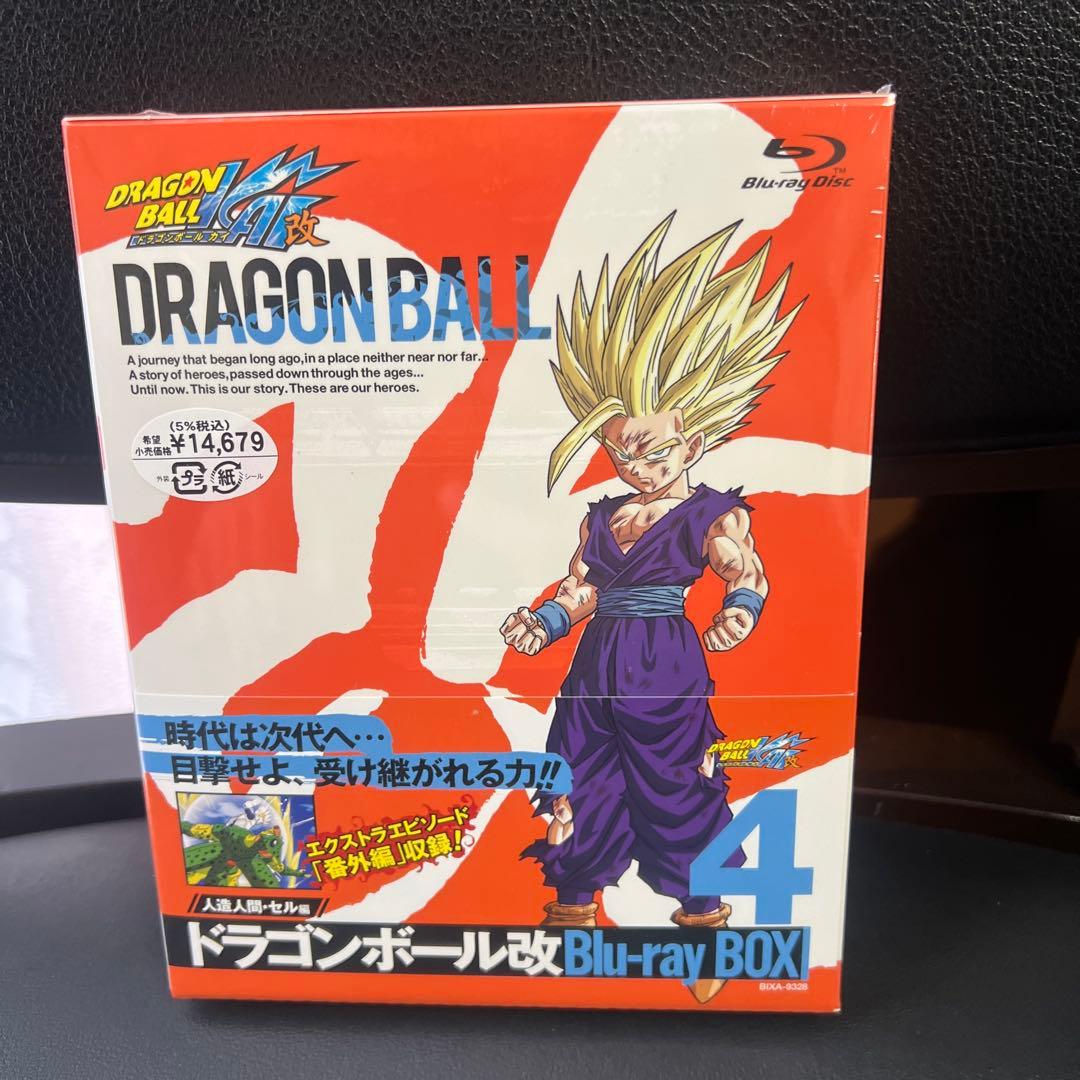 DRAGON
BALL
KAI
改
ドラゴンボール カイ
Blu-ray Disc
TM
DRAGON BALL
A journey that began long ago,in a place neither near nor far...
A story of heroes,passed down through the ages...
Until now.This is our story.These are our heroes.
(5%税込)
希望
小売価格
¥14,679
外装
プラ
紙
シール
時代は次代へ…
目撃せよ、受け継がれる力!!
DRAGON
BALL
KAI
改
エクストラエピソード
「番外編」収録!
4
人造人間・セル編
ドラゴンボール改Blu-ray BOX
BIXA-9328